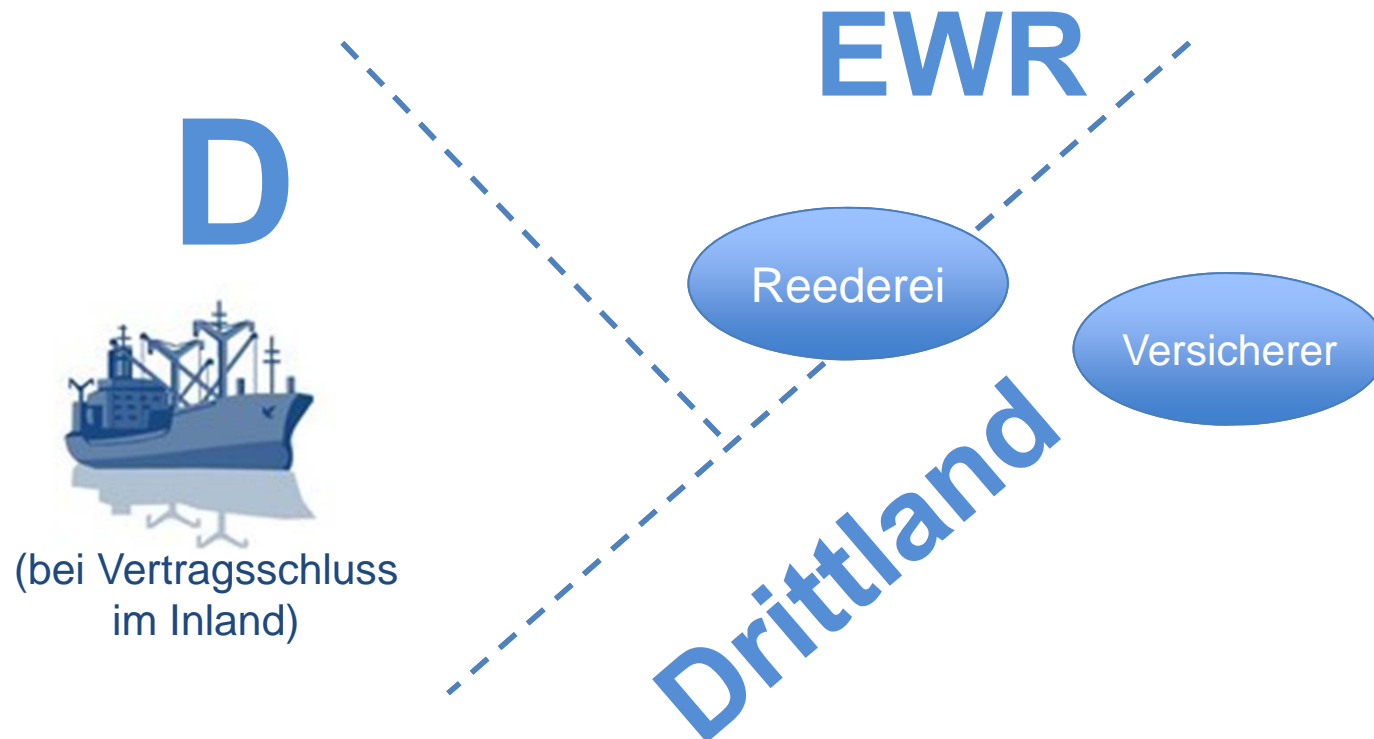 EWR
D
Reederei
Versicherer
Drittland
(bei Vertragsschluss
im Inland)